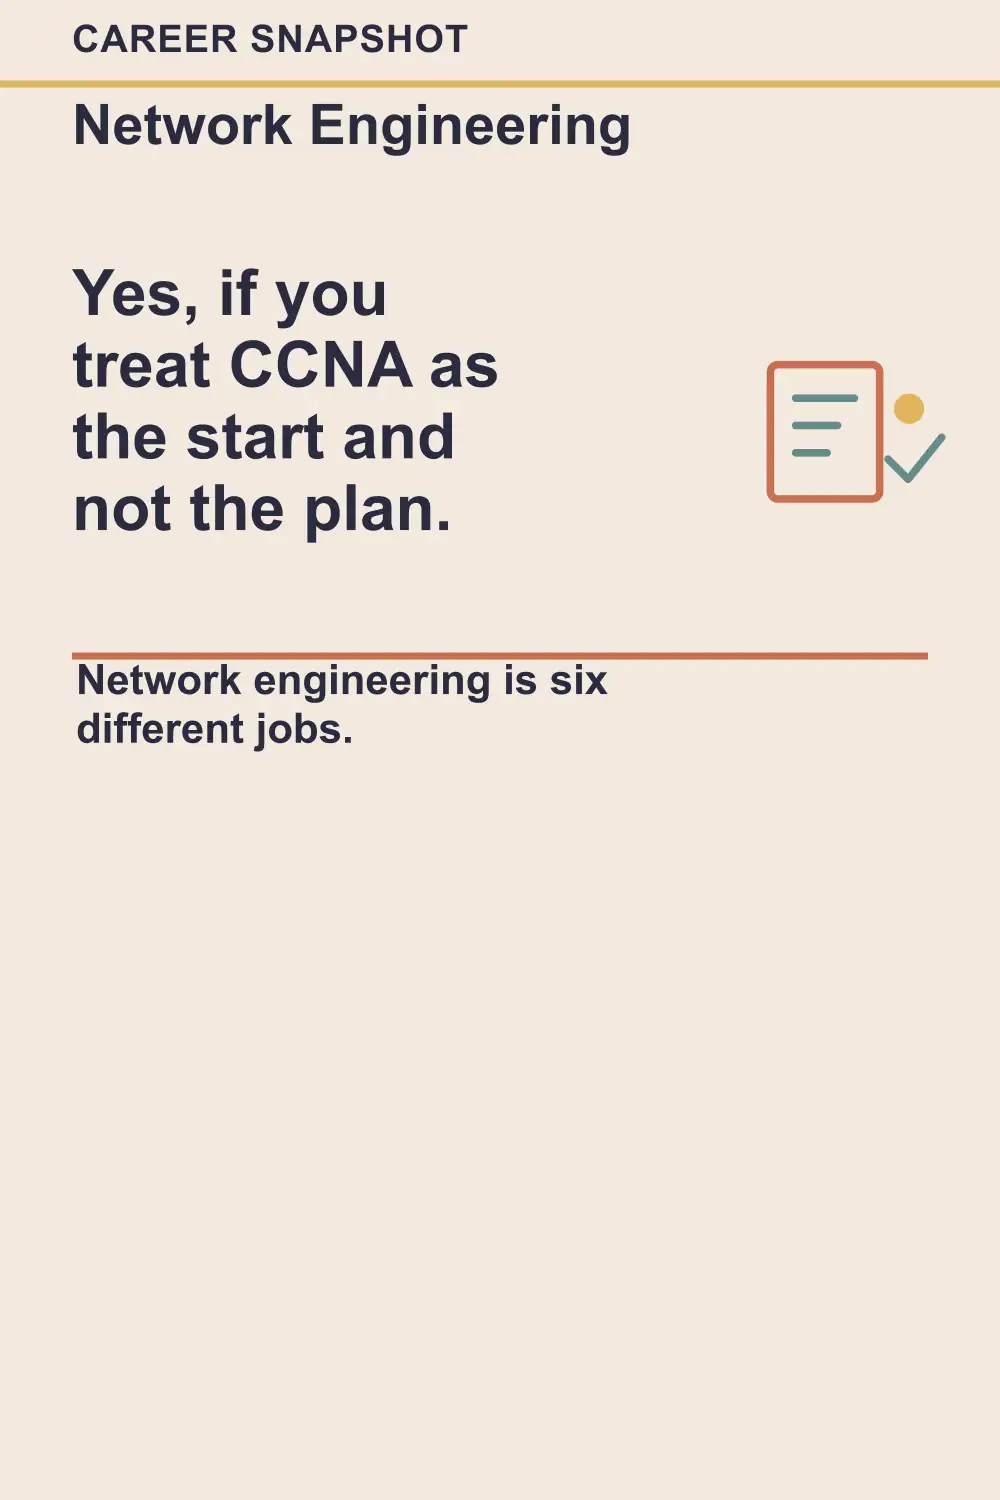 CAREER SNAPSHOT
Network Engineering
Yes, if you
treat CCNA as
the start and
not the plan.
Network engineering is six
different jobs.